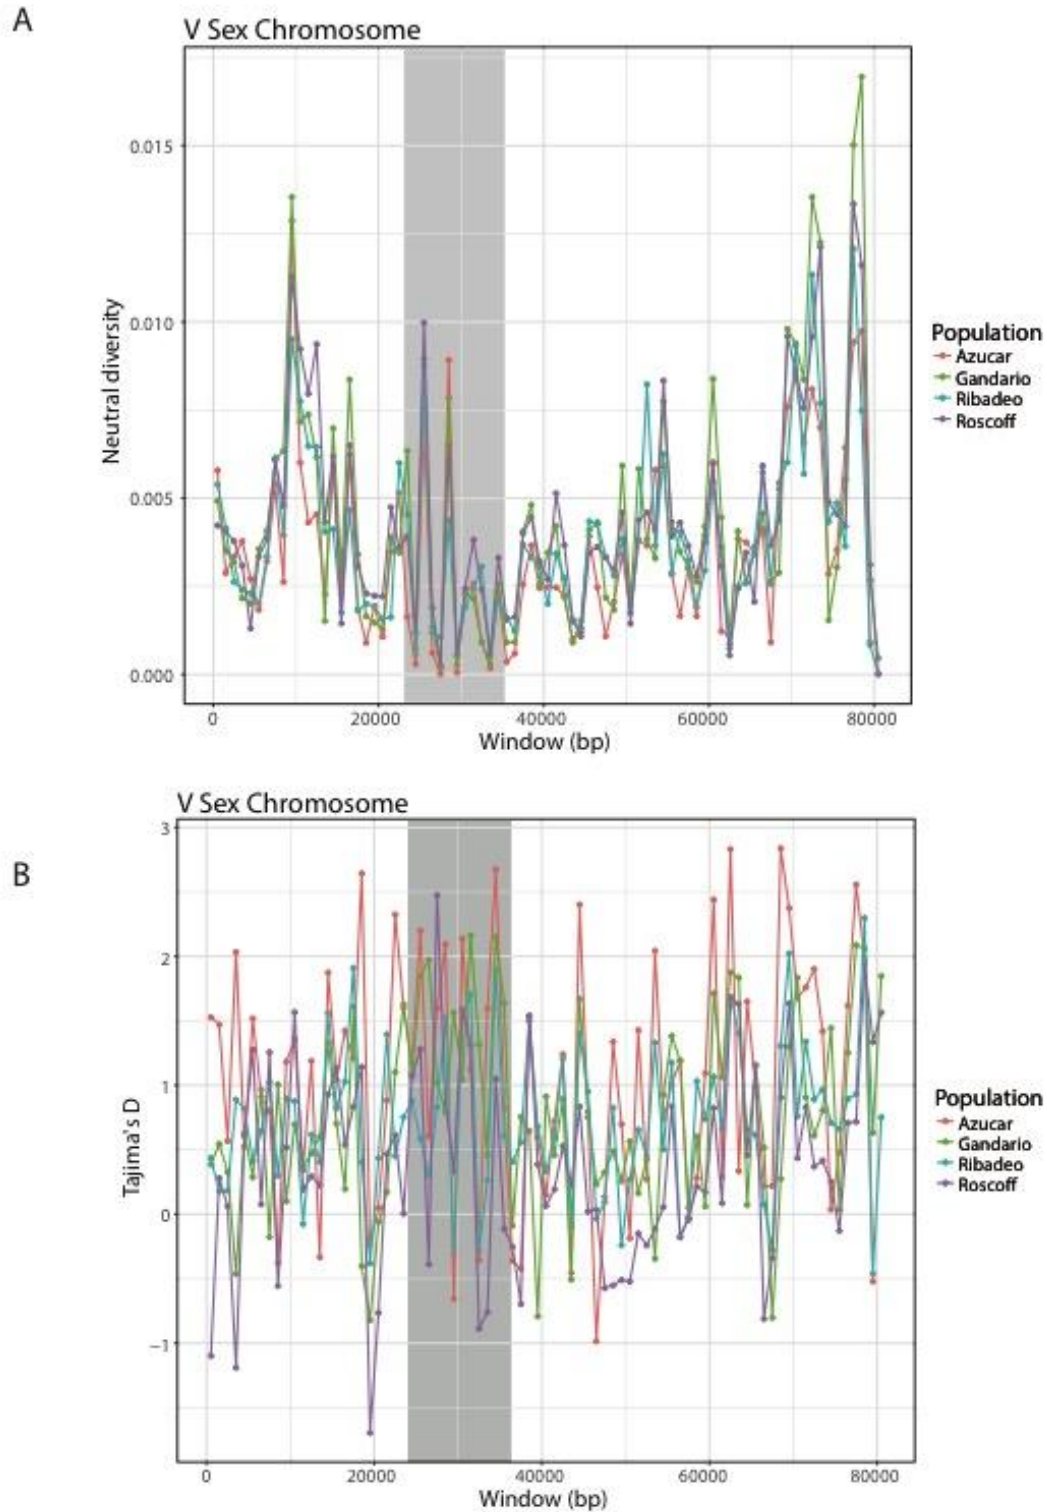 A
V Sex Chromosome
0.015
0.010
0.005
0.000
Neutral diversity
0
20000
40000
60000
80000
Window (bp)
Population
Azucar
Gandario
Ribadeo
Roscoff
B
V Sex Chromosome
3
2
1
0
−1
Tajima's D
0
20000
40000
60000
80000
Window (bp)
Population
Azucar
Gandario
Ribadeo
Roscoff